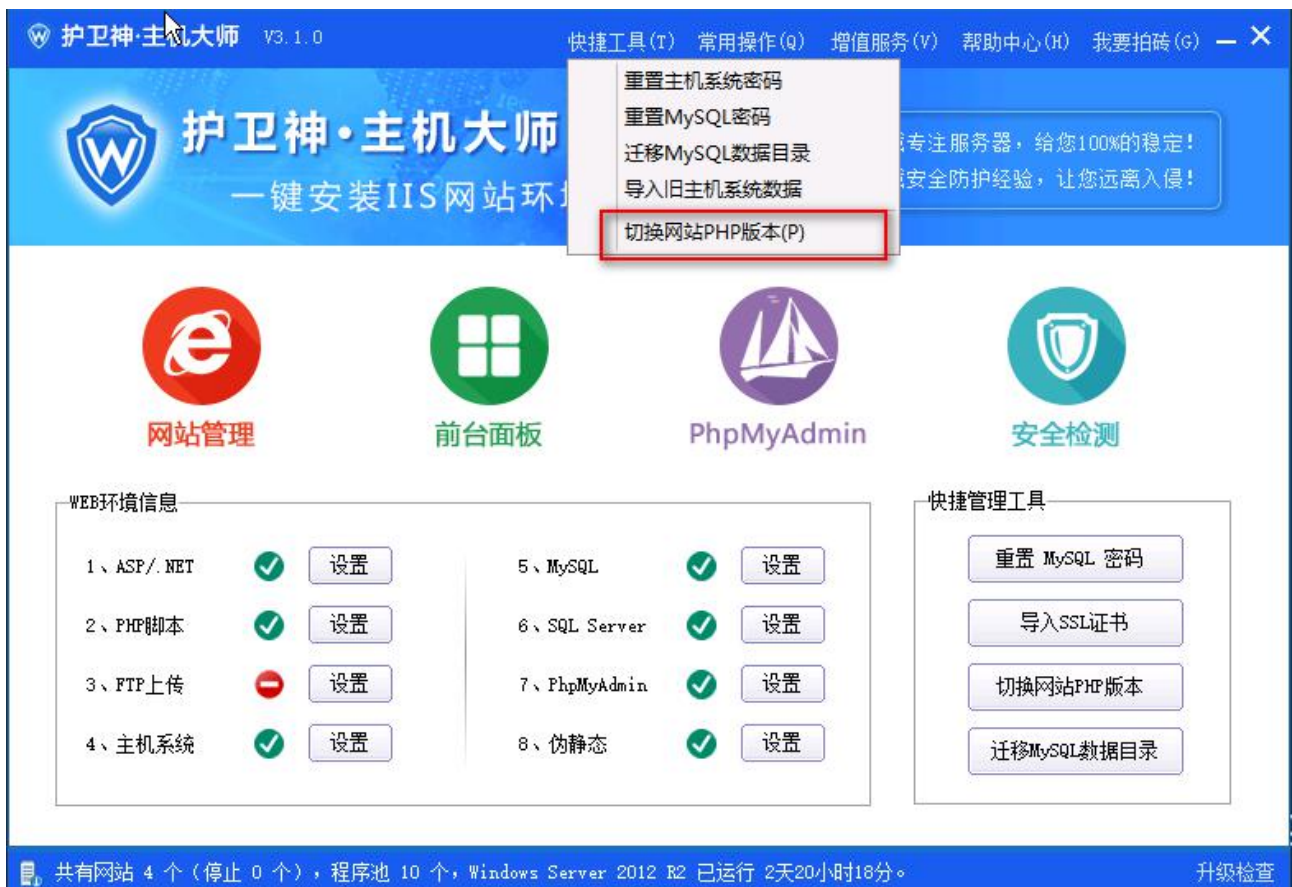 护卫神·主机大师 V3.1.0
快捷工具(T) 常用操作(Q) 增值服务(V) 帮助中心(H) 我要拍砖(G)
重置主机系统密码
重置MySQL密码
迁移MySQL数据目录
导入旧主机系统数据
切换网站PHP版本(P)
护卫神·主机大师
一键安装IIS网站环
专注服务器，给您100%的稳定!
安全防护经验，让您远离入侵!
网站管理
前台面板
PhpMyAdmin
安全检测
WEB环境信息
1、ASP/.NET 设置
2、PHP脚本 设置
3、FTP上传 设置
4、主机系统 设置
5、MySQL 设置
6、SQL Server 设置
7、PhpMyAdmin 设置
8、伪静态 设置
快捷管理工具
重置 MySQL 密码
导入SSL证书
切换网站PHP版本
迁移MySQL数据目录
共有网站 4 个（停止 0 个），程序池 10 个，Windows Server 2012 R2 已运行 2天20小时18分。
升级检查